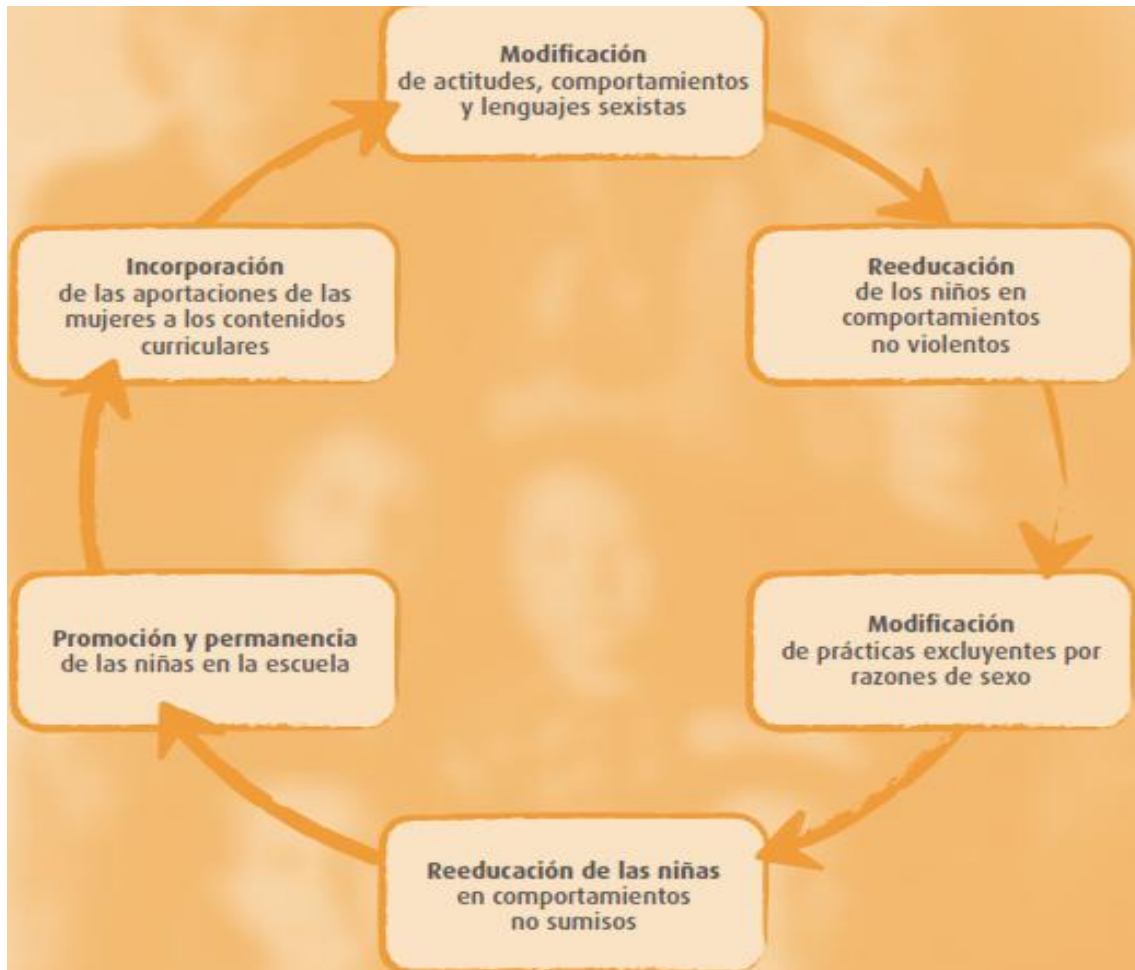 Modificación
de actitudes, comportamientos
y lenguajes sexistas
Reeducación
de los niños en
comportamientos
no violentos
Modificación
de prácticas excluyentes por
razones de sexo
Reeducación de las niñas
en comportamientos
no sumisos
Promoción y permanencia
de las niñas en la escuela
Incorporación
de las aportaciones de las
mujeres a los contenidos
curriculares